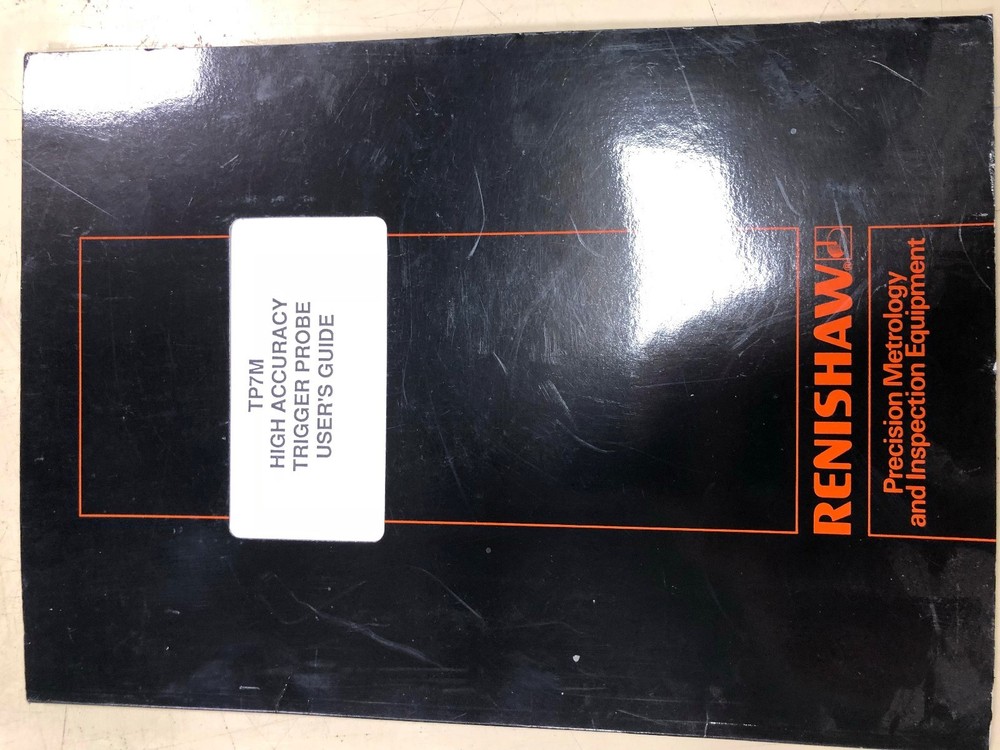 TP7M
HIGH ACCURACY
TRIGGER PROBE
USER'S GUIDE
RENISHAW®
Precision Metrology
and Inspection Equipment